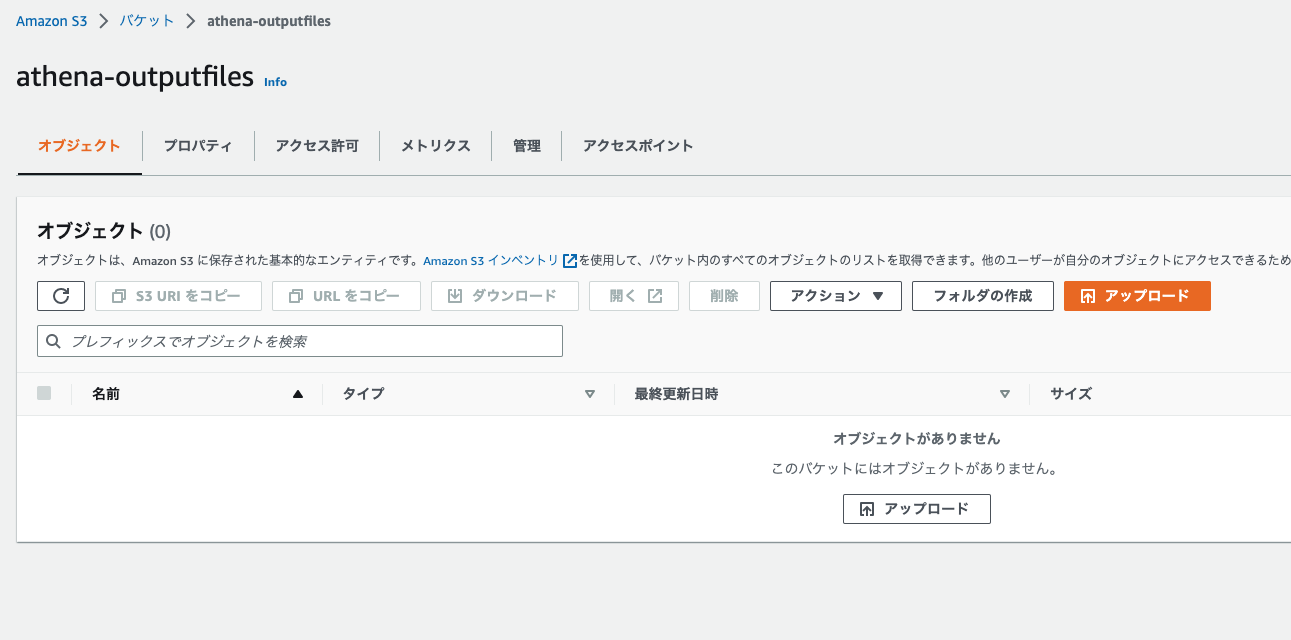 Amazon S3 > バケット > athena-outputfiles
athena-outputfiles Info
オブジェクト プロパティ アクセス許可 メトリクス 管理 アクセスポイント
オブジェクト (0)
オブジェクトは、Amazon S3 に保存された基本的なエンティティです。Amazon S3 インベントリ を使用して、バケット内のすべてのオブジェクトのリストを取得できます。他のユーザーが自分のオブジェクトにアクセスできるため
S3 URI をコピー URL をコピー ダウンロード 開く 削除 アクション ▼ フォルダの作成 アップロード
プレフィックスでオブジェクトを検索
名前 ▲ タイプ ▽ 最終更新日時 ▽ サイズ
オブジェクトがありません
このバケットにはオブジェクトがありません。
アップロード